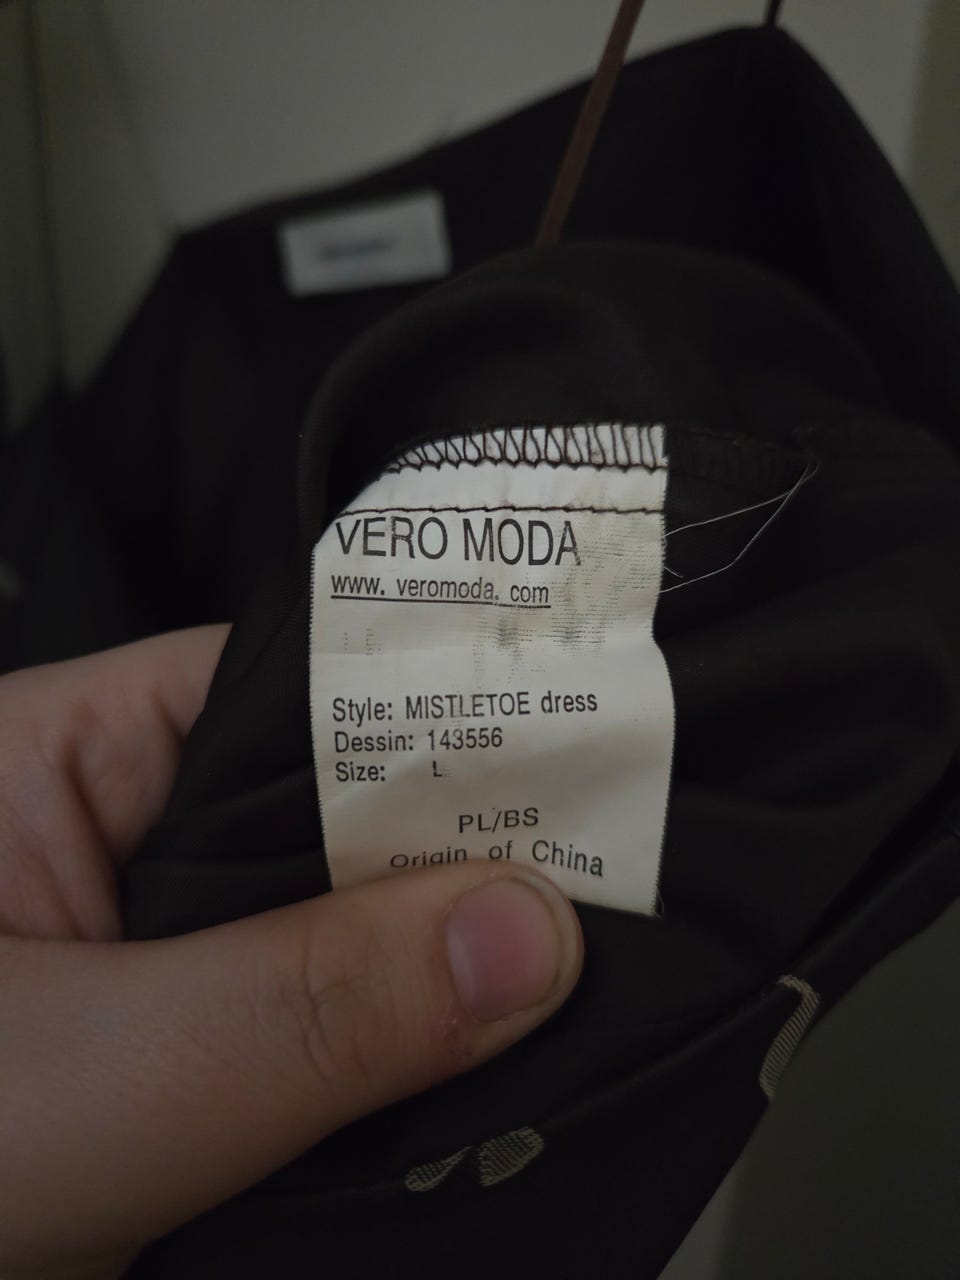 VERO MODA
www. veromoda. com
Style: MISTLETOE dress
Dessin: 143556
Size: L
PL/BS
Origin of China